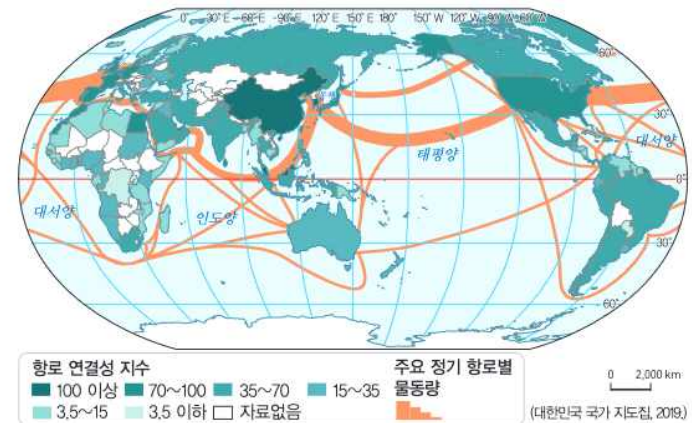 0° 30° E 60° E 90° E 120° E 150° E 180° 150° W 120° W 90° W 60° W
60°
30°
태평양
대서양
0°
대서양
인도양
30°
60°
항로 연결성 지수
100 이상 70~100 35~70 15~35
3.5~15 3.5 이하 자료없음
주요 정기 항로별
물동량
0 2,000 km
(대한민국 국가 지도집, 2019.)